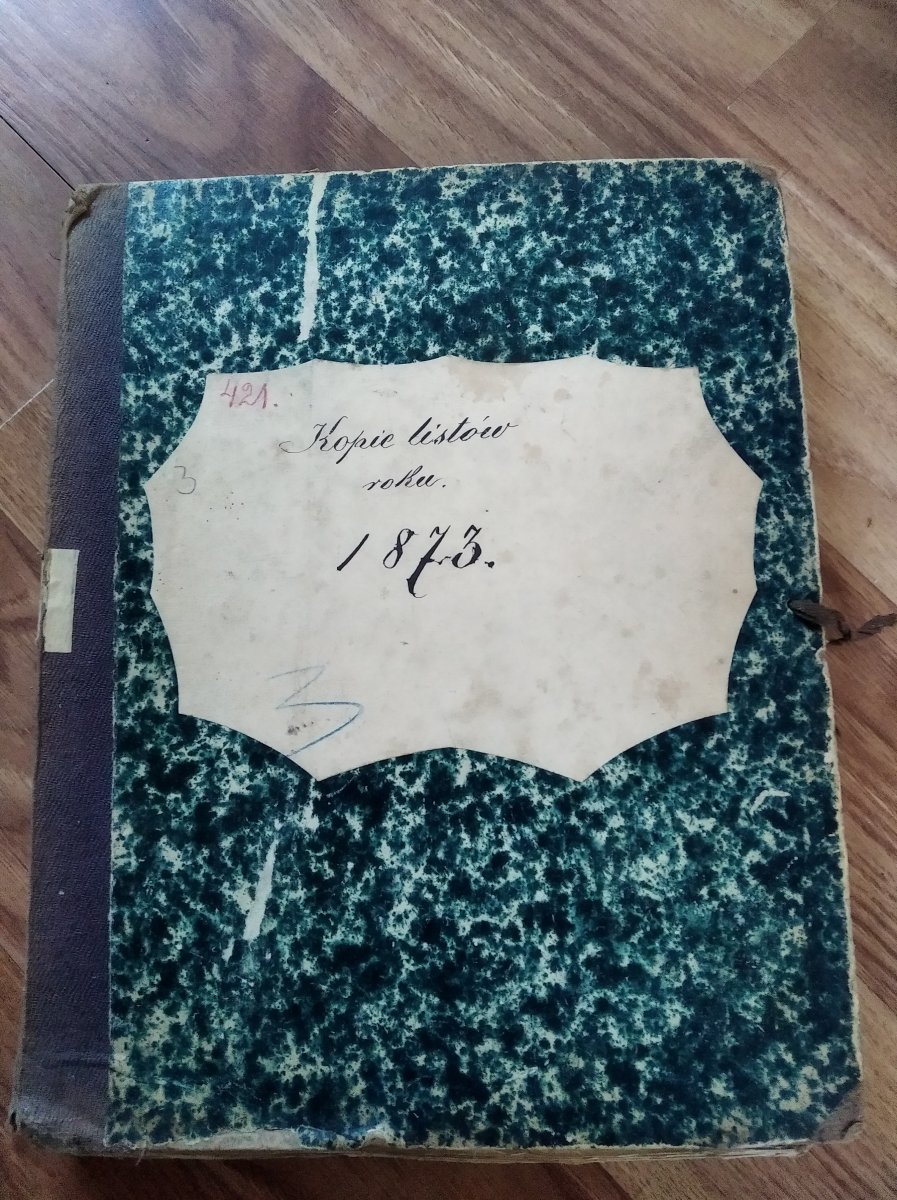 421.
Kopie listów
3
roku.
1873.
3